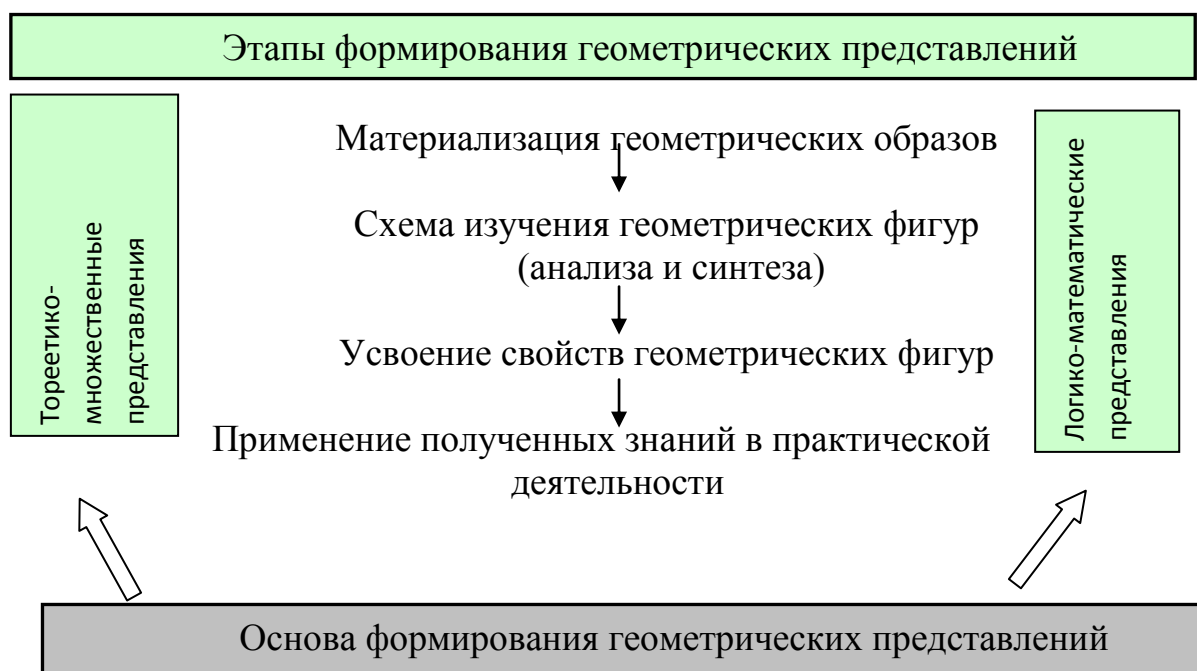 Этапы формирования геометрических представлений
Тореетико-
множественные
представления
Материализация геометрических образов
Схема изучения геометрических фигур
(анализа и синтеза)
Усвоение свойств геометрических фигур
Применение полученных знаний в практической
деятельности
Логико-математические
представления
Основа формирования геометрических представлений